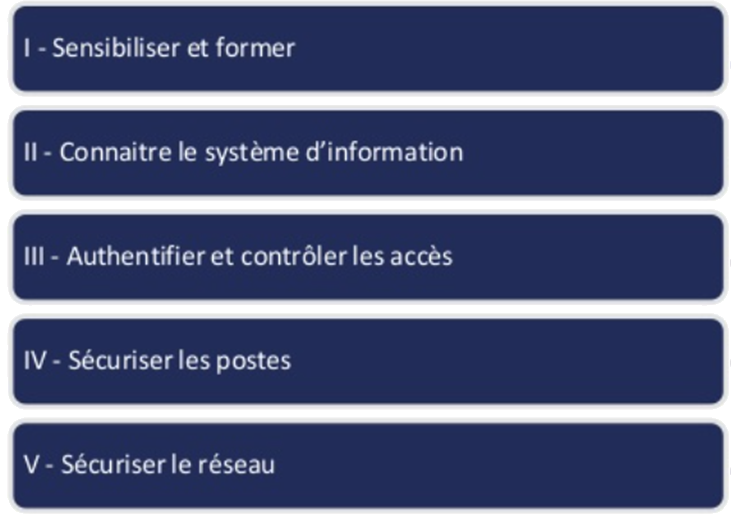 I - Sensibiliser et former
II - Connaitre le système d’information
III - Authentifier et contrôler les accès
IV - Sécuriser les postes
V - Sécuriser le réseau